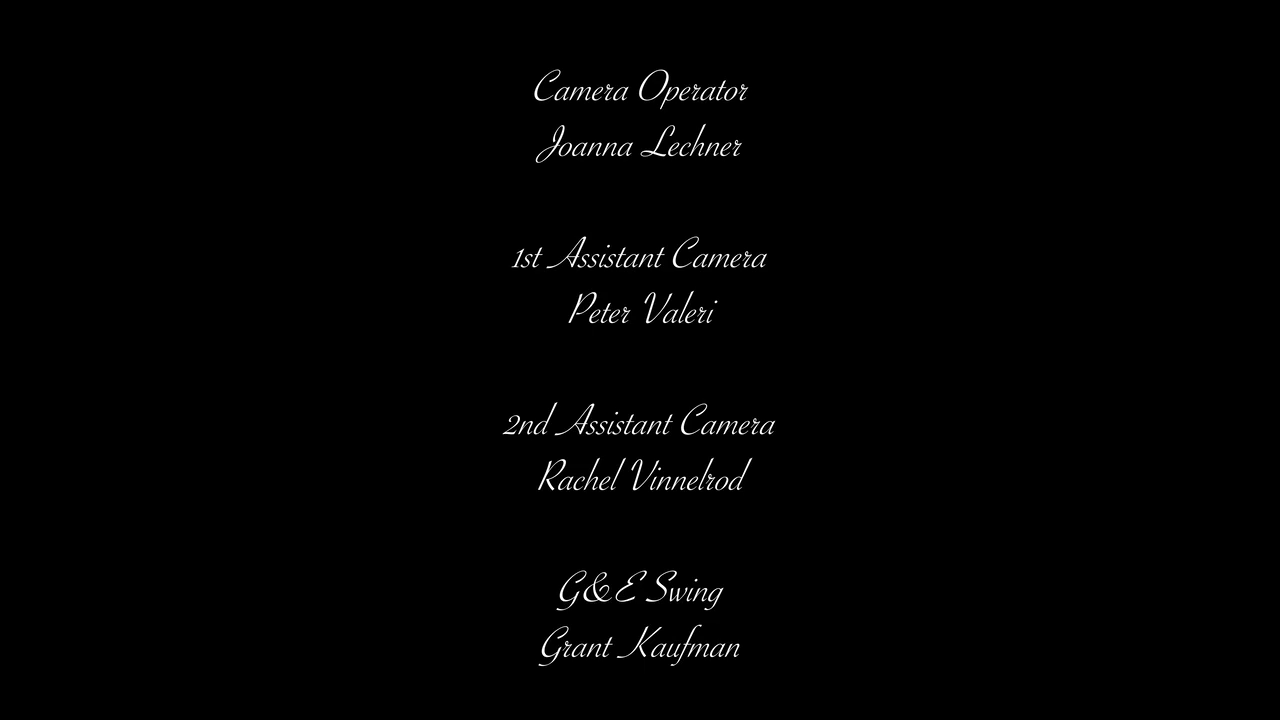 Camera Operator
Joanna Lechner
1st Assistant Camera
Peter Valeri
2nd Assistant Camera
Rachel Vinnelrod
G&E Swing
Grant Kaufman